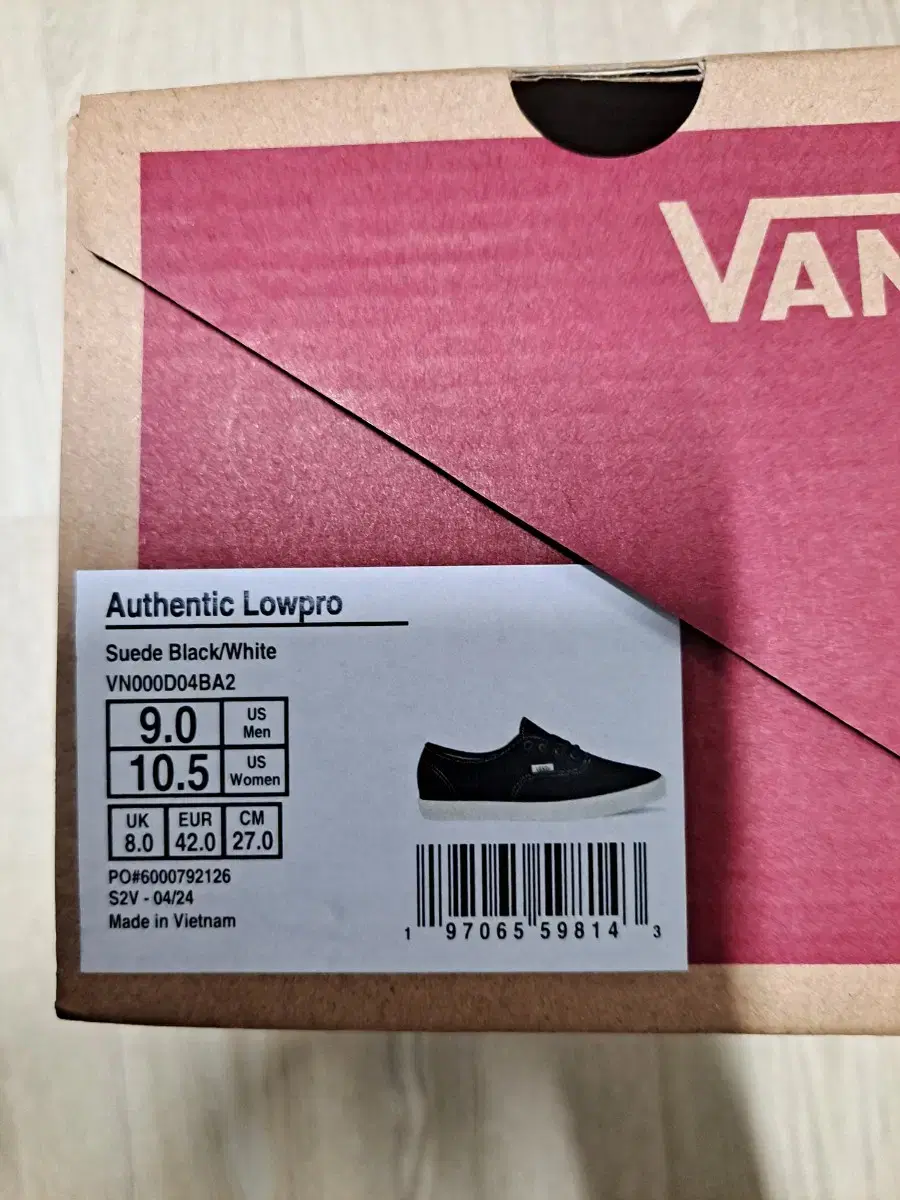 VAN
Authentic Lowpro
Suede Black/White
VN000D04BA2
9.0 US Men
10.5 US Women
UK EUR CM
8.0 42.0 27.0
PO#6000792126
S2V - 04/24
Made in Vietnam
1 97065 59814 3